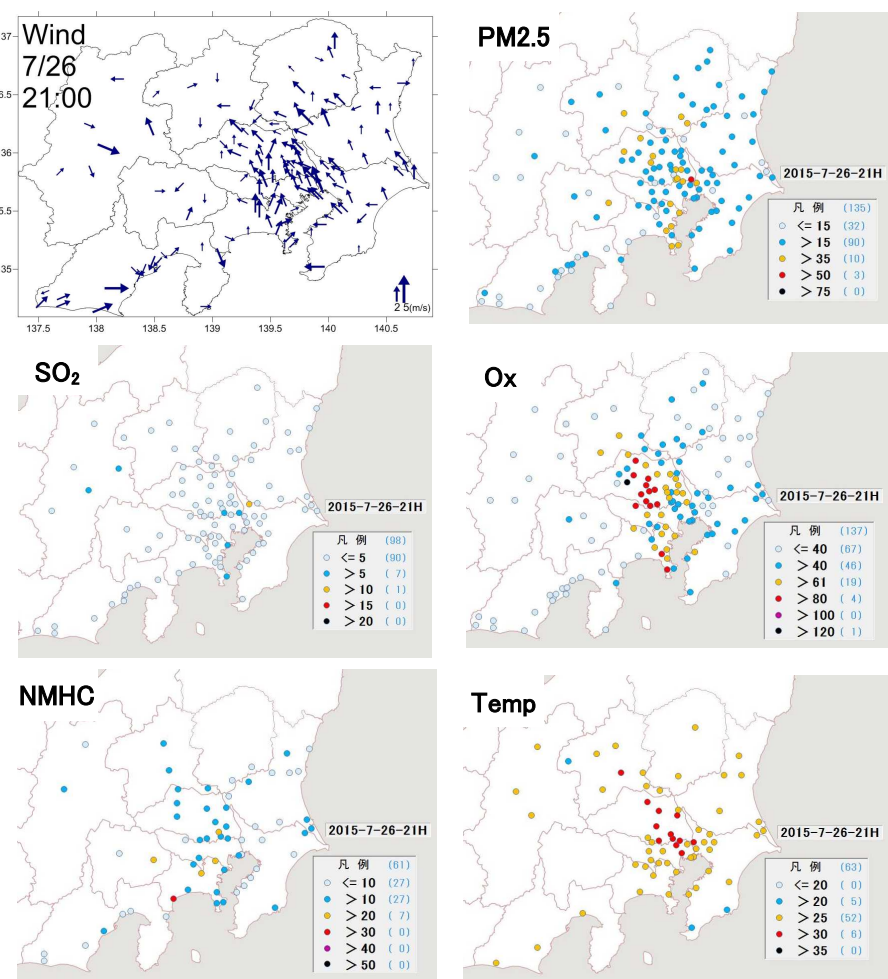 Wind
7/26
21:00
37
6.5
36
5.5
35
137.5 138 138.5 139 139.5 140 140.5
2 5(m/s)
PM2.5
2015-7-26-21H
凡 例 (135)
<= 15 (32)
> 15 (90)
> 35 (10)
> 50 ( 3)
> 75 ( 0)
SO₂
2015-7-26-21H
凡 例 (98)
<= 5 (90)
> 5 ( 7)
> 10 ( 1)
> 15 ( 0)
> 20 ( 0)
Ox
2015-7-26-21H
凡 例 (137)
<= 40 (67)
> 40 (46)
> 61 (19)
> 80 ( 4)
> 100 ( 0)
> 120 ( 1)
NMHC
2015-7-26-21H
凡 例 (61)
<= 10 (27)
> 10 (27)
> 20 ( 7)
> 30 ( 0)
> 40 ( 0)
> 50 ( 0)
Temp
2015-7-26-21H
凡 例 (63)
<= 20 ( 0)
> 20 ( 5)
> 25 (52)
> 30 ( 6)
> 35 ( 0)